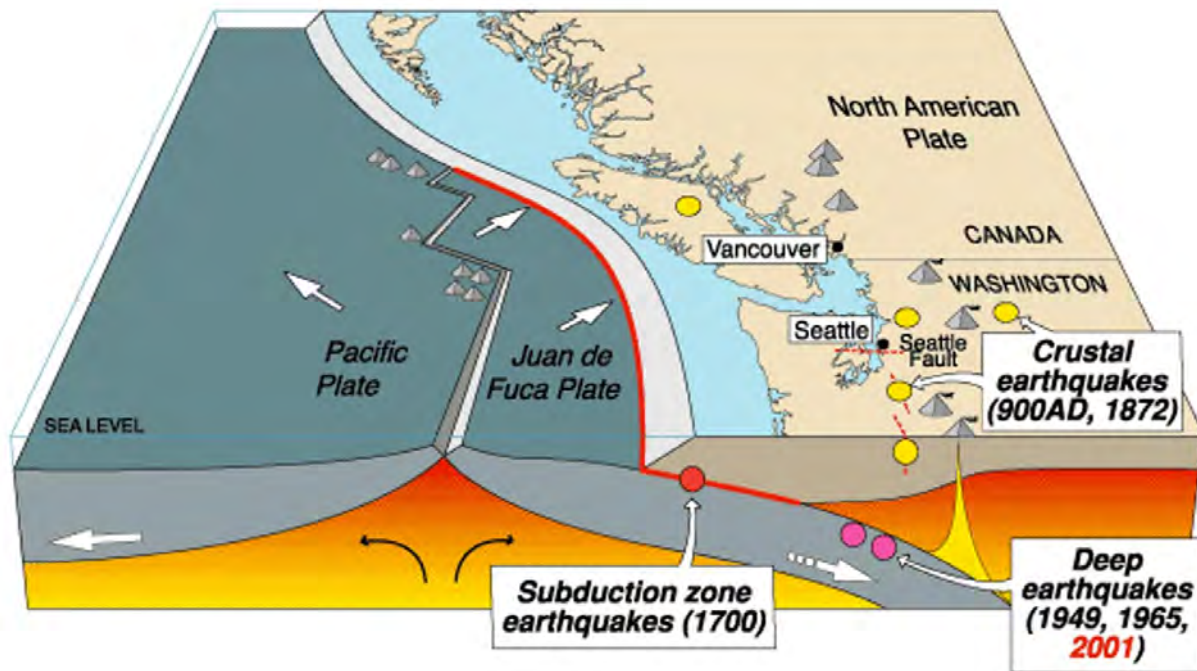 North American
Plate
CANADA
Vancouver
WASHINGTON
Seattle
Seattle
Fault
Crustal
earthquakes
(900AD, 1872)
Pacific
Plate
Juan de
Fuca Plate
SEA LEVEL
Subduction zone
earthquakes (1700)
Deep
earthquakes
(1949, 1965,
2001)